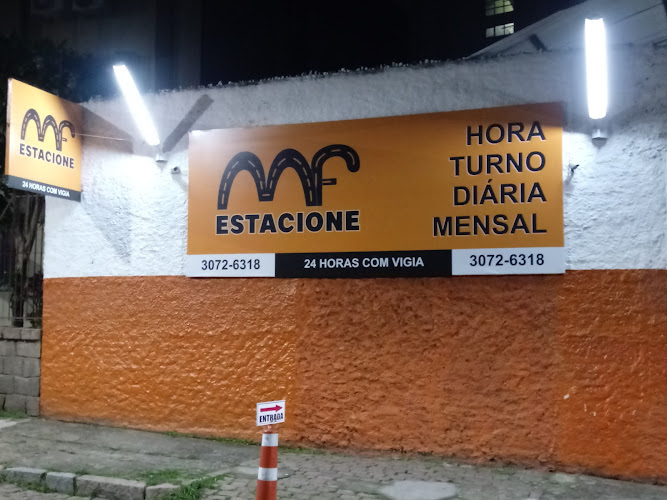 MF
ESTACIONE
24 HORAS COM VIGIA
MF
ESTACIONE
HORA
TURNO
DIÁRIA
MENSAL
3072-6318
24 HORAS COM VIGIA
3072-6318
ENTRADA